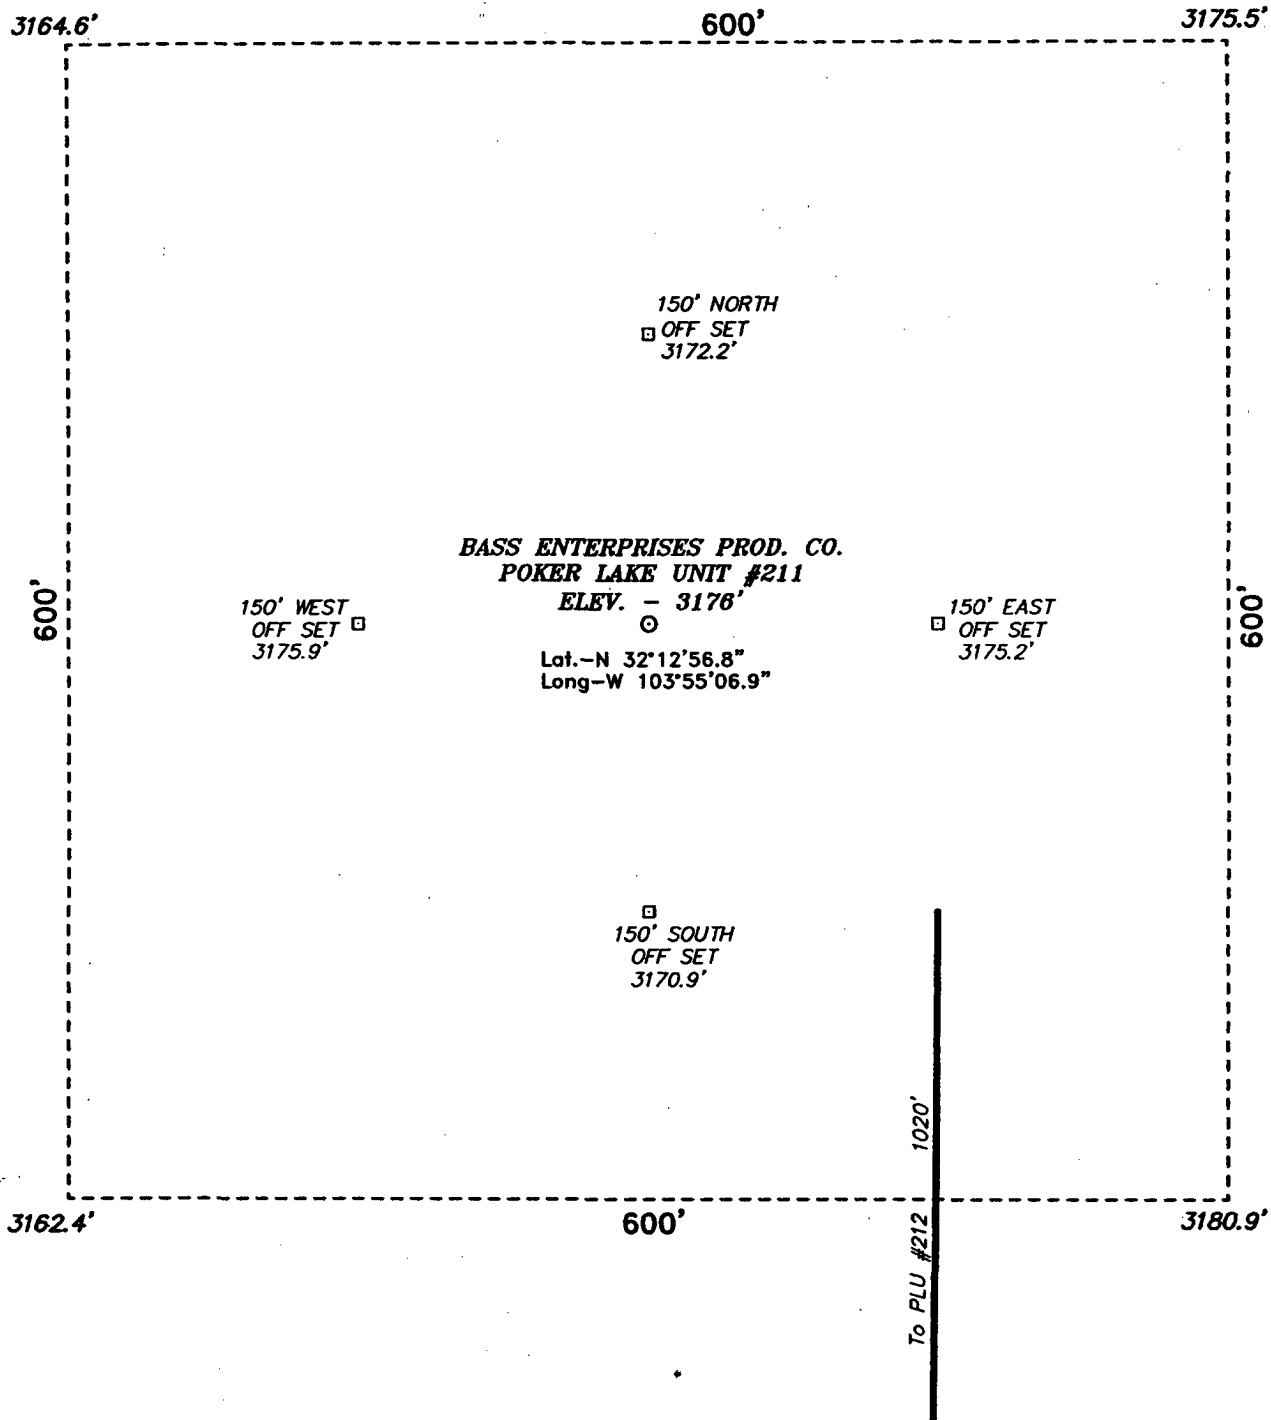 3164.6'
600'
3175.5'
150' NORTH
OFF SET
3172.2'
BASS ENTERPRISES PROD. CO.
POKER LAKE UNIT #211
ELEV. - 3176'
600'
150' WEST
OFF SET
3175.9'
150' EAST
OFF SET
3175.2'
600'
Lat.-N 32°12'56.8"
Long-W 103°55'06.9"
150' SOUTH
OFF SET
3170.9'
To PLU #212 1020'
3162.4'
600'
3180.9'